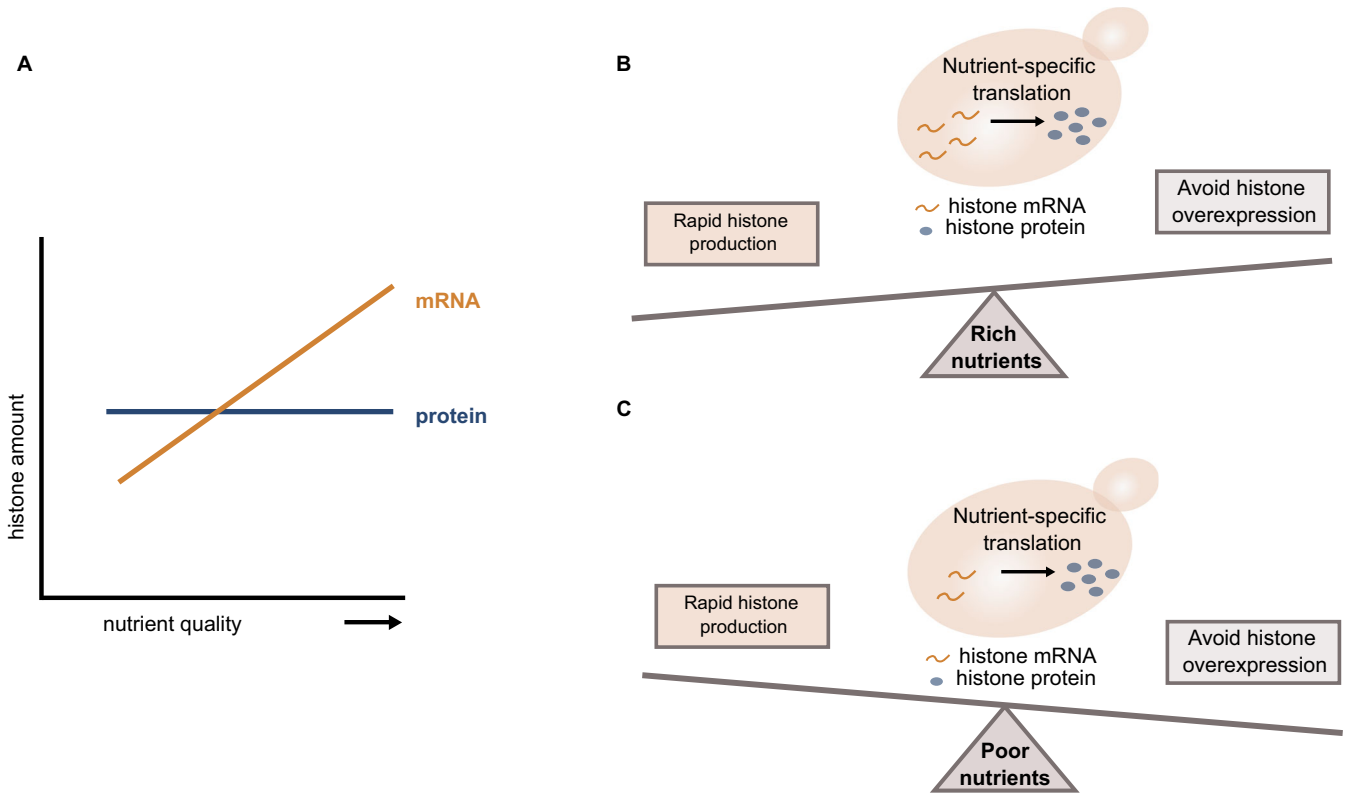 A
histone amount
nutrient quality
mRNA
protein
B
Nutrient-specific
translation
histone mRNA
histone protein
Rapid histone
production
Avoid histone
overexpression
Rich
nutrients
C
Nutrient-specific
translation
histone mRNA
histone protein
Rapid histone
production
Avoid histone
overexpression
Poor
nutrients